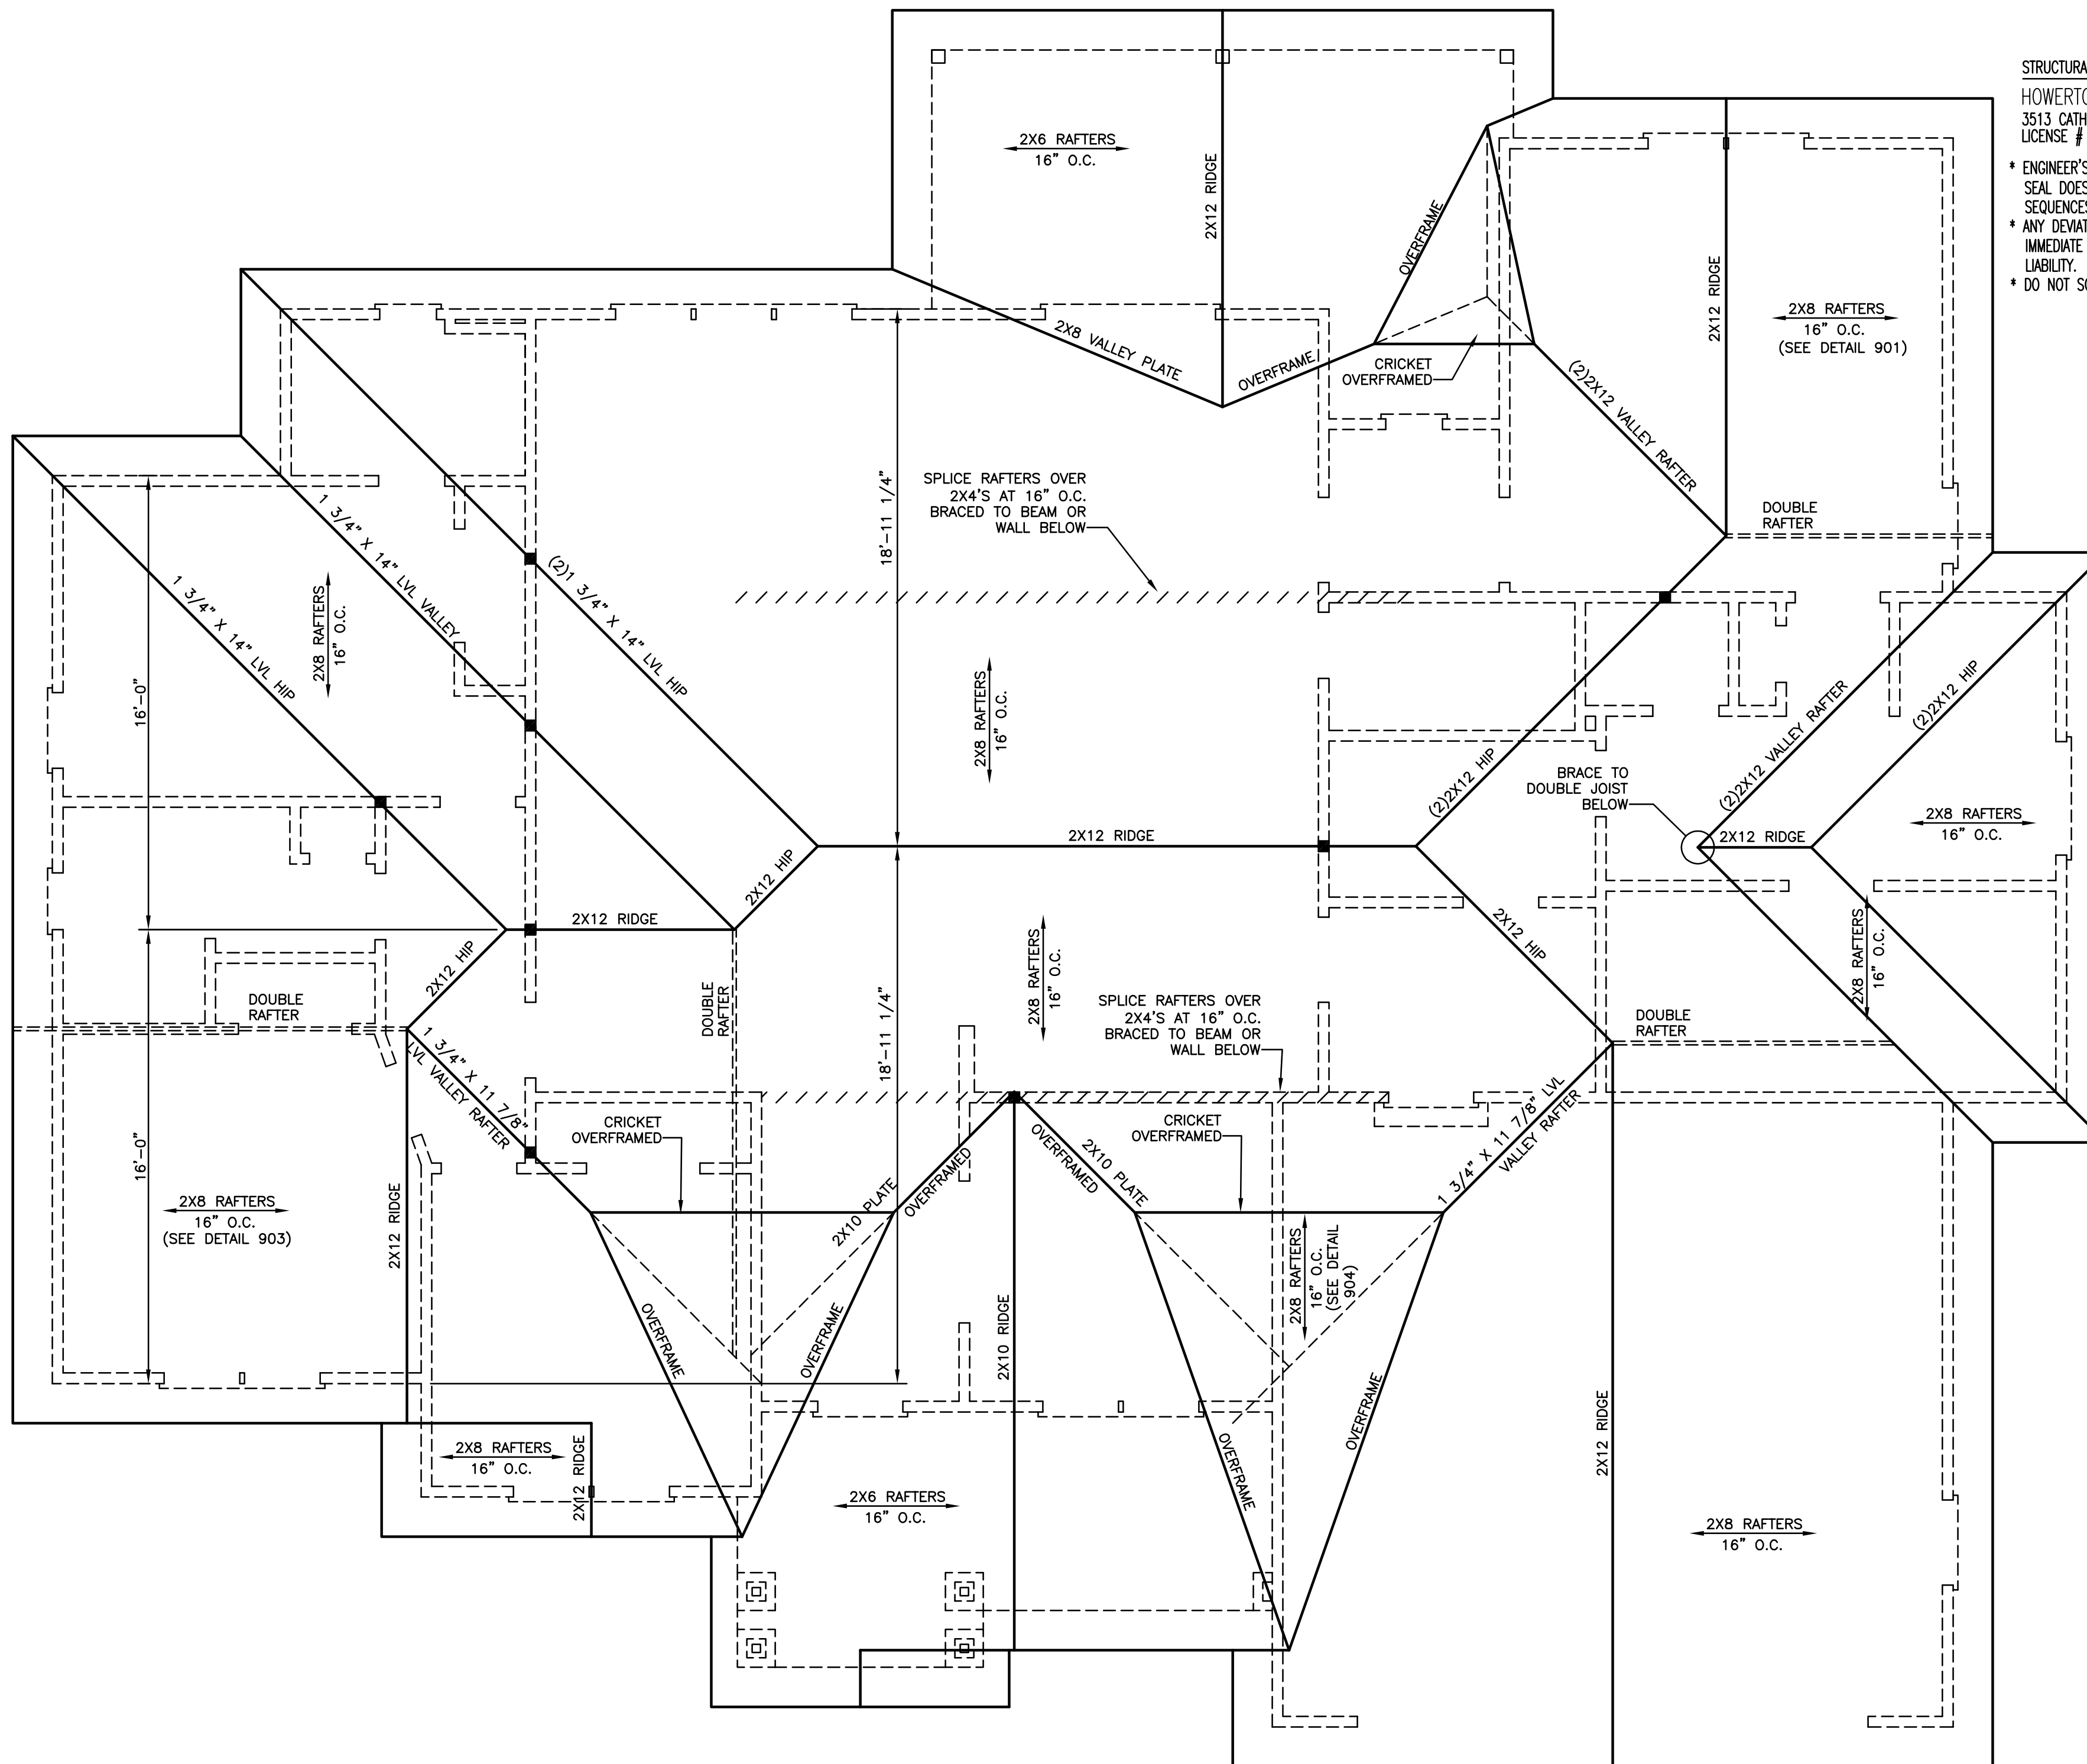 STRUCTURA
HOWERTO
3513 CATH
LICENSE #
* ENGINEER'S
SEAL DOES
SEQUENCES
* ANY DEVIAT
IMMEDIATE
LIABILITY.
* DO NOT SC
2X6 RAFTERS
16" O.C.
2X12 RIDGE
OVERFRAME
2X12 RIDGE
2X8 RAFTERS
16" O.C.
(SEE DETAIL 901)
2X8 VALLEY PLATE
OVERFRAME
CRICKET
OVERFRAMED
(2)2X12 VALLEY RAFTER
1 3/4" X 14" LVL HIP
2X8 RAFTERS
16" O.C.
1 3/4" X 14" LVL VALLEY
(2)1 3/4" X 14" LVL HIP
18'-11 1/4"
SPLICE RAFTERS OVER
2X4'S AT 16" O.C.
BRACED TO BEAM OR
WALL BELOW
DOUBLE
RAFTER
16'-0"
2X8 RAFTERS
16" O.C.
(2)2X12 HIP
BRACE TO
DOUBLE JOIST
BELOW
(2)2X12 VALLEY RAFTER
(2)2X12 HIP
2X8 RAFTERS
16" O.C.
2X12 RIDGE
2X12 RIDGE
2X12 HIP
2X12 RIDGE
2X12 HIP
2X8 RAFTERS
16" O.C.
2X12 HIP
2X8 RAFTERS
16" O.C.
DOUBLE
RAFTER
DOUBLE
RAFTER
18'-11 1/4"
SPLICE RAFTERS OVER
2X4'S AT 16" O.C.
BRACED TO BEAM OR
WALL BELOW
DOUBLE
RAFTER
1 3/4" X 11 7/8"
LVL VALLEY RAFTER
CRICKET
OVERFRAMED
CRICKET
OVERFRAMED
16'-0"
2X8 RAFTERS
16" O.C.
(SEE DETAIL 903)
2X12 RIDGE
2X10 PLATE
OVERFRAMED
2X10 PLATE
OVERFRAMED
1 3/4" X 11 7/8" LVL
VALLEY RAFTER
2X8 RAFTERS
16" O.C.
(SEE DETAIL
904)
OVERFRAME
OVERFRAME
2X10 RIDGE
OVERFRAME
OVERFRAME
2X12 RIDGE
2X8 RAFTERS
16" O.C.
2X12 RIDGE
2X6 RAFTERS
16" O.C.
2X8 RAFTERS
16" O.C.